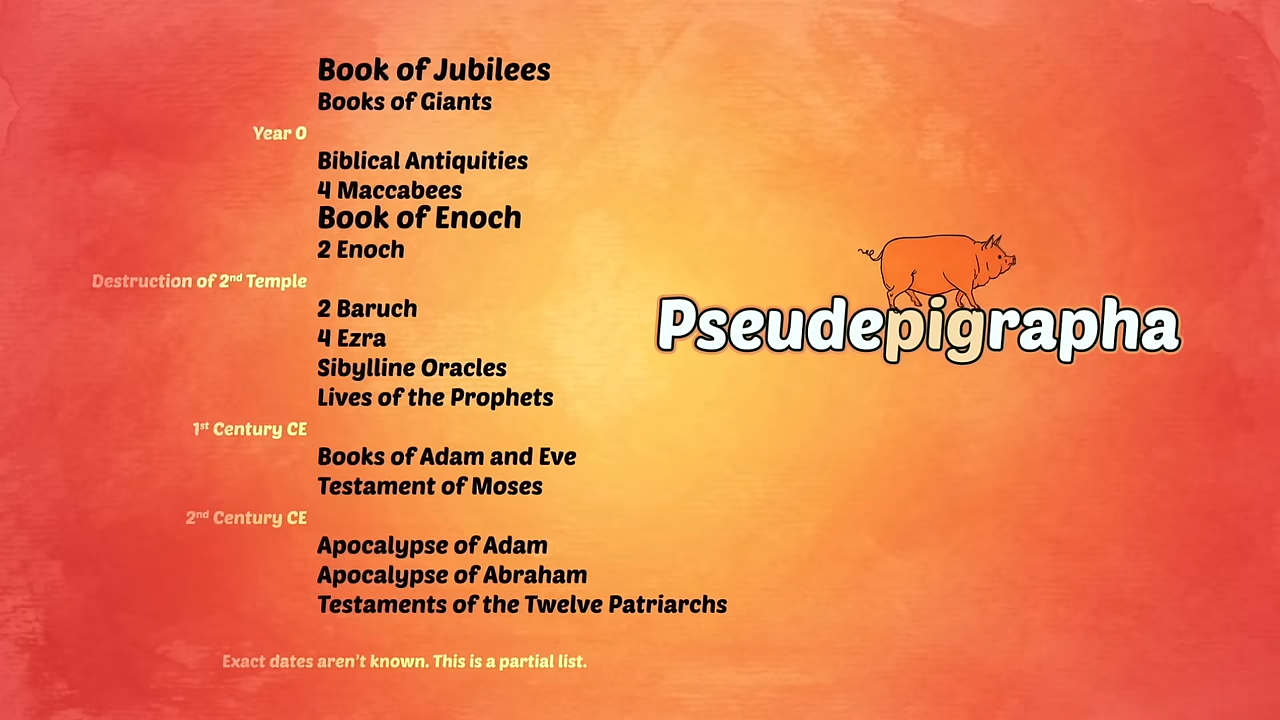 Book of Jubilees
Books of Giants
Year 0
Biblical Antiquities
4 Maccabees
Book of Enoch
2 Enoch
Destruction of 2nd Temple
2 Baruch
4 Ezra
Sibylline Oracles
Lives of the Prophets
1st Century CE
Books of Adam and Eve
Testament of Moses
2nd Century CE
Apocalypse of Adam
Apocalypse of Abraham
Testaments of the Twelve Patriarchs
Exact dates aren't known. This is a partial list.
Pseudepigrapha